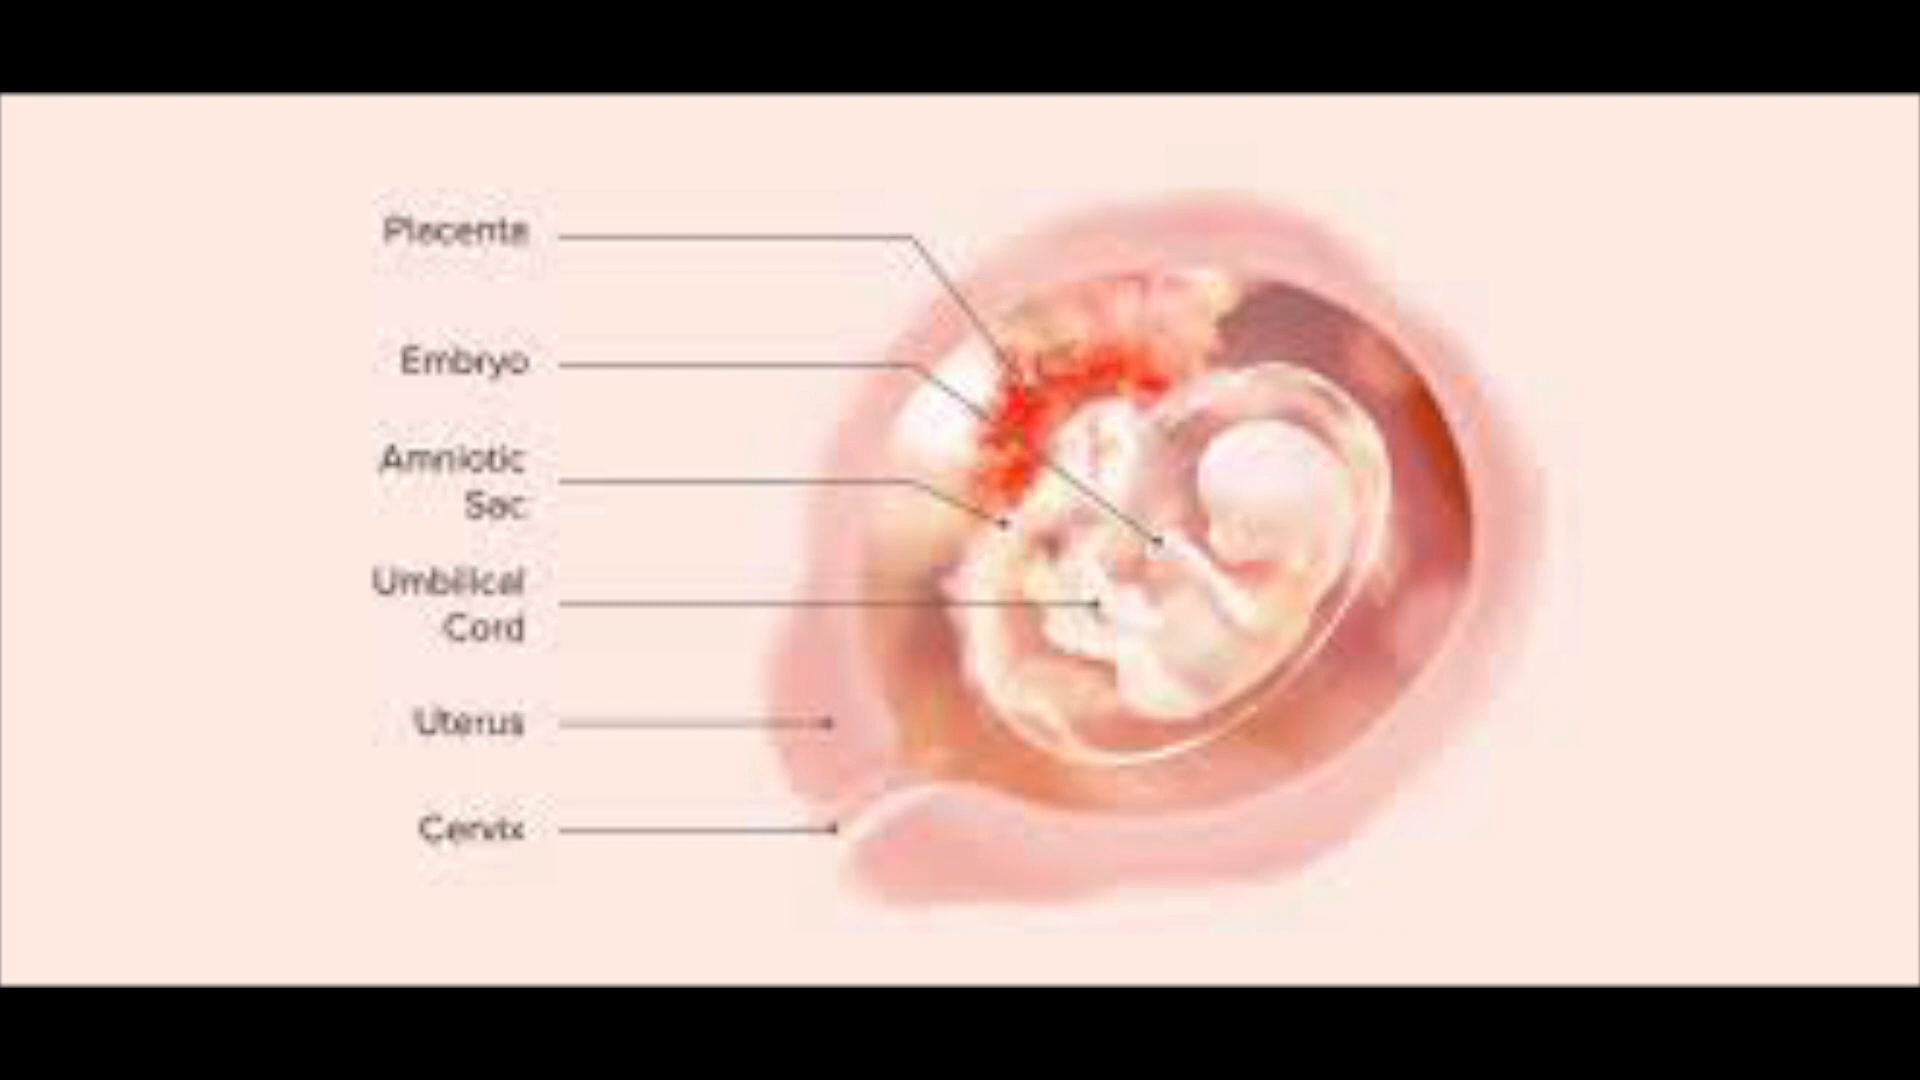 Placenta
Embryo
Amniotic
Sac
Umbilical
Cord
Uterus
Cervix